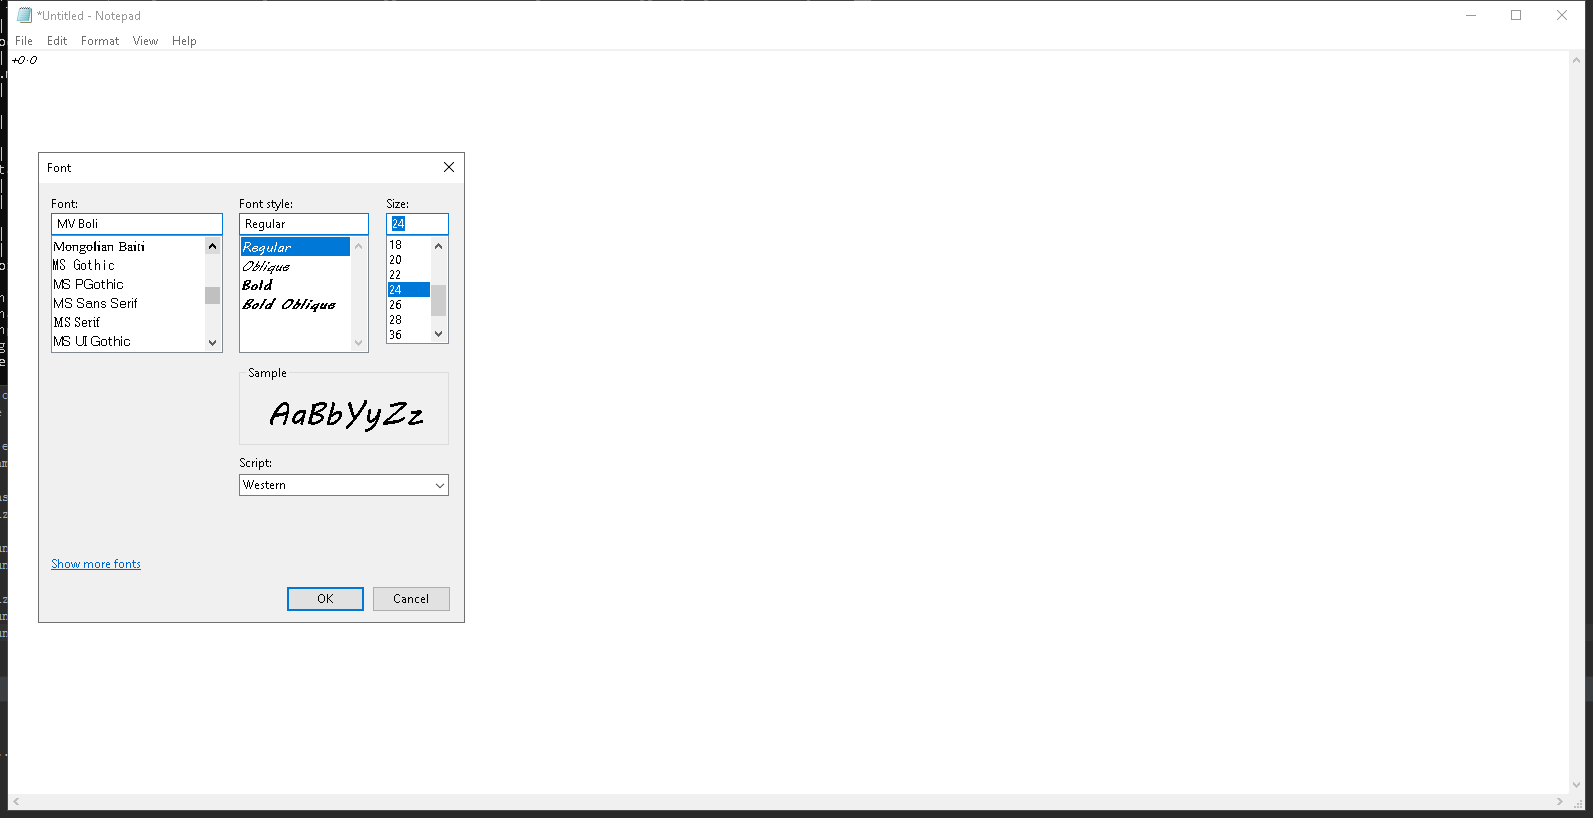 *Untitled - Notepad
File Edit Format View Help
+0.0
Font
Font: Font style: Size:
MV Boli Regular 24
Mongolian Baiti
MS Gothic
MS PGothic
MS Sans Serif
MS Serif
MS UI Gothic
Regular
Oblique
Bold
Bold Oblique
18
20
22
24
26
28
36
Sample
AaBbYyZz
Script:
Western
Show more fonts
OK Cancel